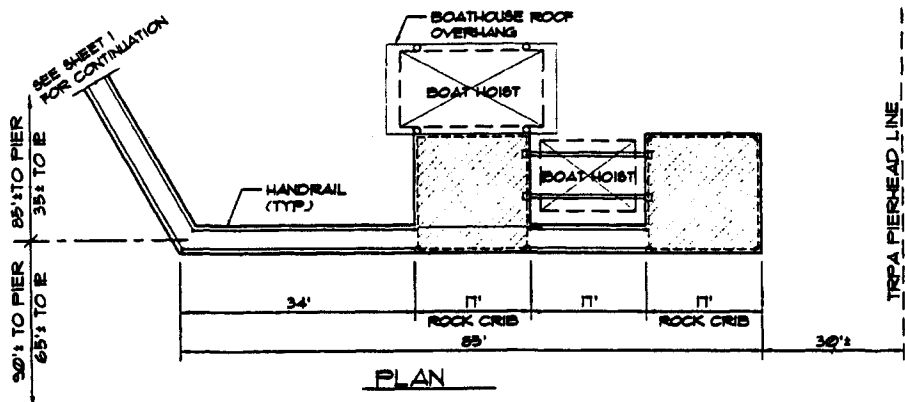 BOATHOUSE ROOF
OVERHANG
SEE SHEET 1
FOR CONTINUATION
BOAT HOIST
BOAT HOIST
HANDRAIL
(TYP.)
85'± TO PIER
35'± TO R
90'± TO PIER
65'± TO R
TRPA PIERHEAD LINE
34'
17'
17'
17'
ROCK CRIB
ROCK CRIB
85'
30'±
PLAN